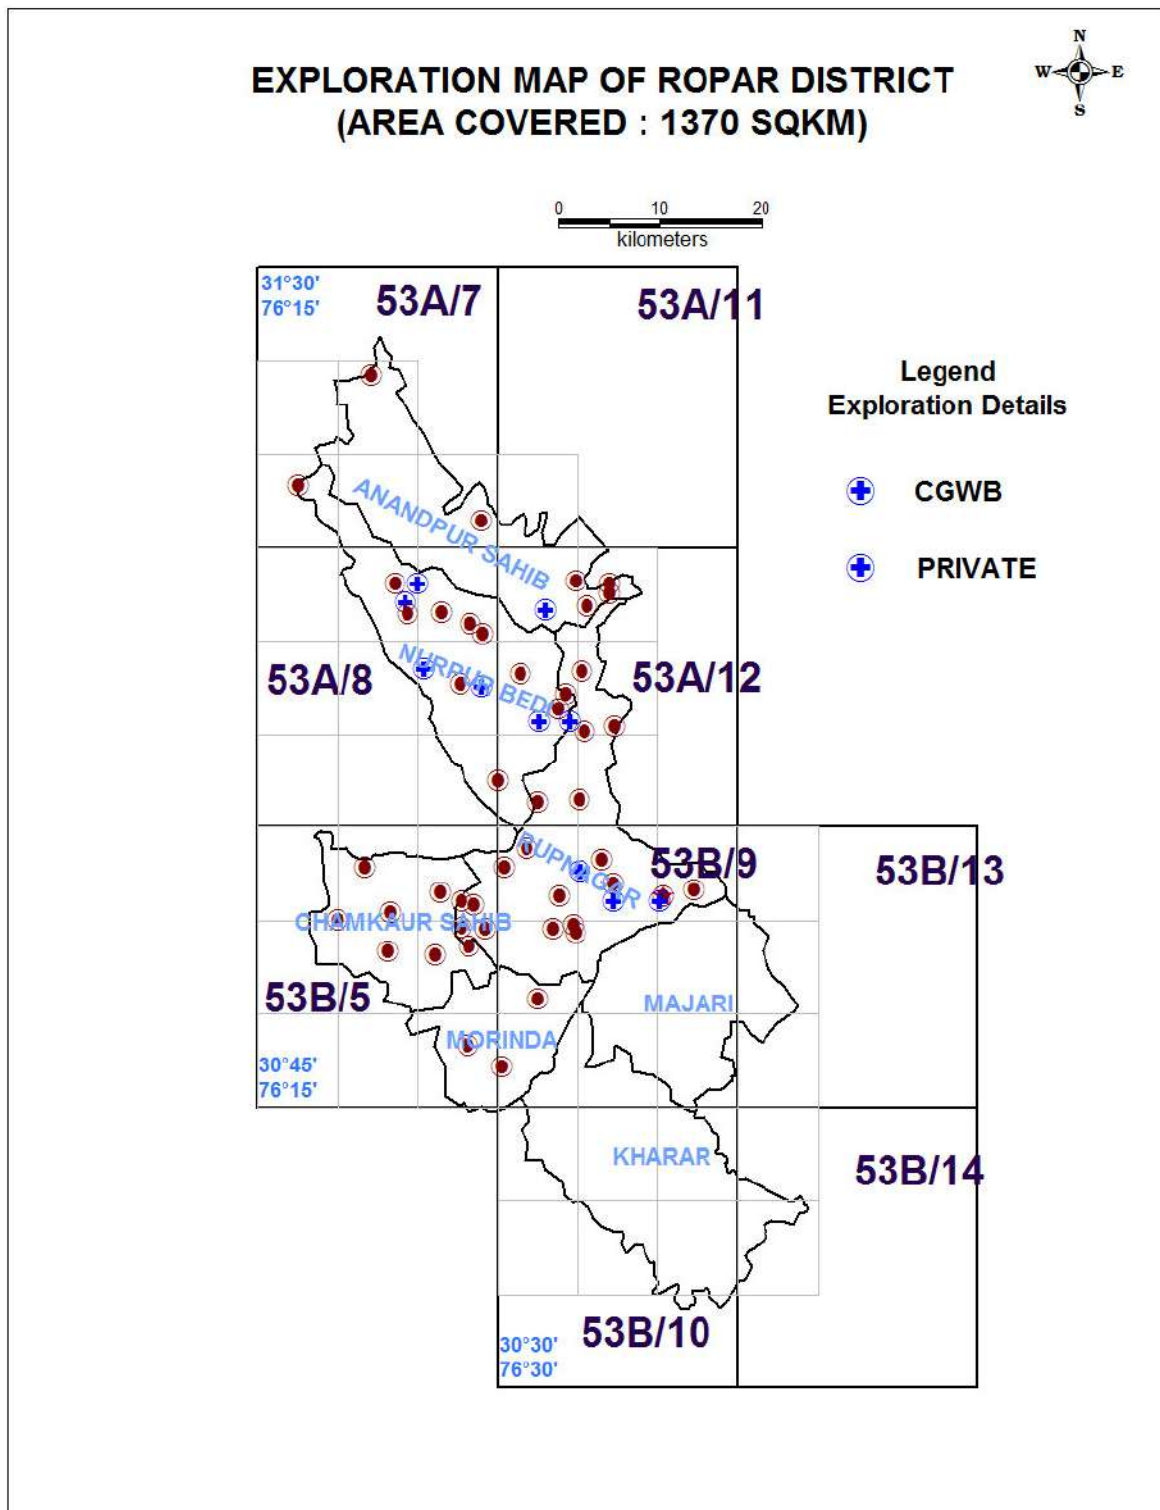 EXPLORATION MAP OF ROPAR DISTRICT
(AREA COVERED : 1370 SQKM)
N
W E
S
0 10 20
kilometers
31°30'
76°15'
53A/7
53A/11
Legend
Exploration Details
CGWB
PRIVATE
ANANDPUR SAHIB
53A/8
NURPUR BEDI
53A/12
RUPNAGAR
53B/9
53B/13
CHAMKAUR SAHIB
53B/5
MAJARI
MORINDA
30°45'
76°15'
KHARAR
53B/14
53B/10
30°30'
76°30'